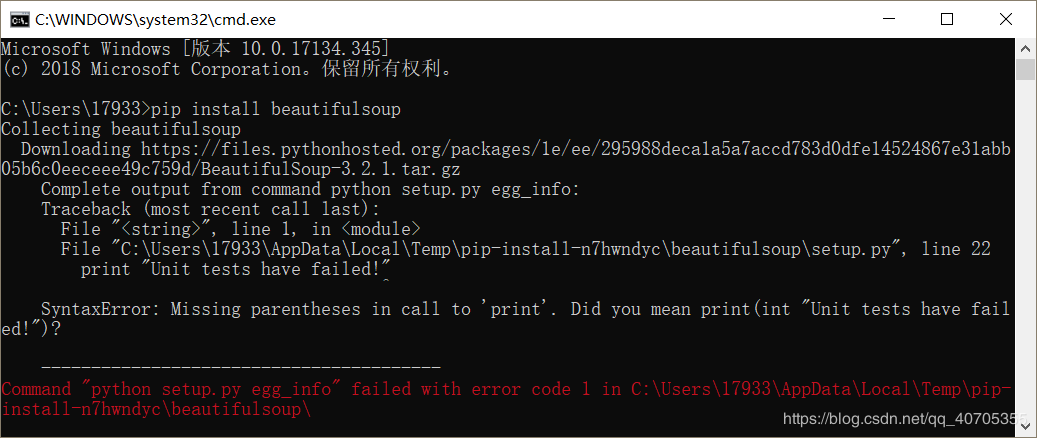 C:\WINDOWS\system32\cmd.exe
Microsoft Windows [版本 10.0.17134.345]
(c) 2018 Microsoft Corporation。保留所有权利。
C:\Users\17933>pip install beautifulsoup
Collecting beautifulsoup
Downloading https://files.pythonhosted.org/packages/1e/ee/295988deca1a5a7accd783d0dfe14524867e31abb
05b6c0eeceee49c759d/BeautifulSoup-3.2.1.tar.gz
Complete output from command python setup.py egg_info:
Traceback (most recent call last):
File "<string>", line 1, in <module>
File "C:\Users\17933\AppData\Local\Temp\pip-install-n7hwndyc\beautifulsoup\setup.py", line 22
print "Unit tests have failed!"
^
SyntaxError: Missing parentheses in call to 'print'. Did you mean print(int "Unit tests have fail
ed!")?
----------------------------------------
Command "python setup.py egg_info" failed with error code 1 in C:\Users\17933\AppData\Local\Temp\pip-
install-n7hwndyc\beautifulsoup\
https://blog.csdn.net/qq_40705355